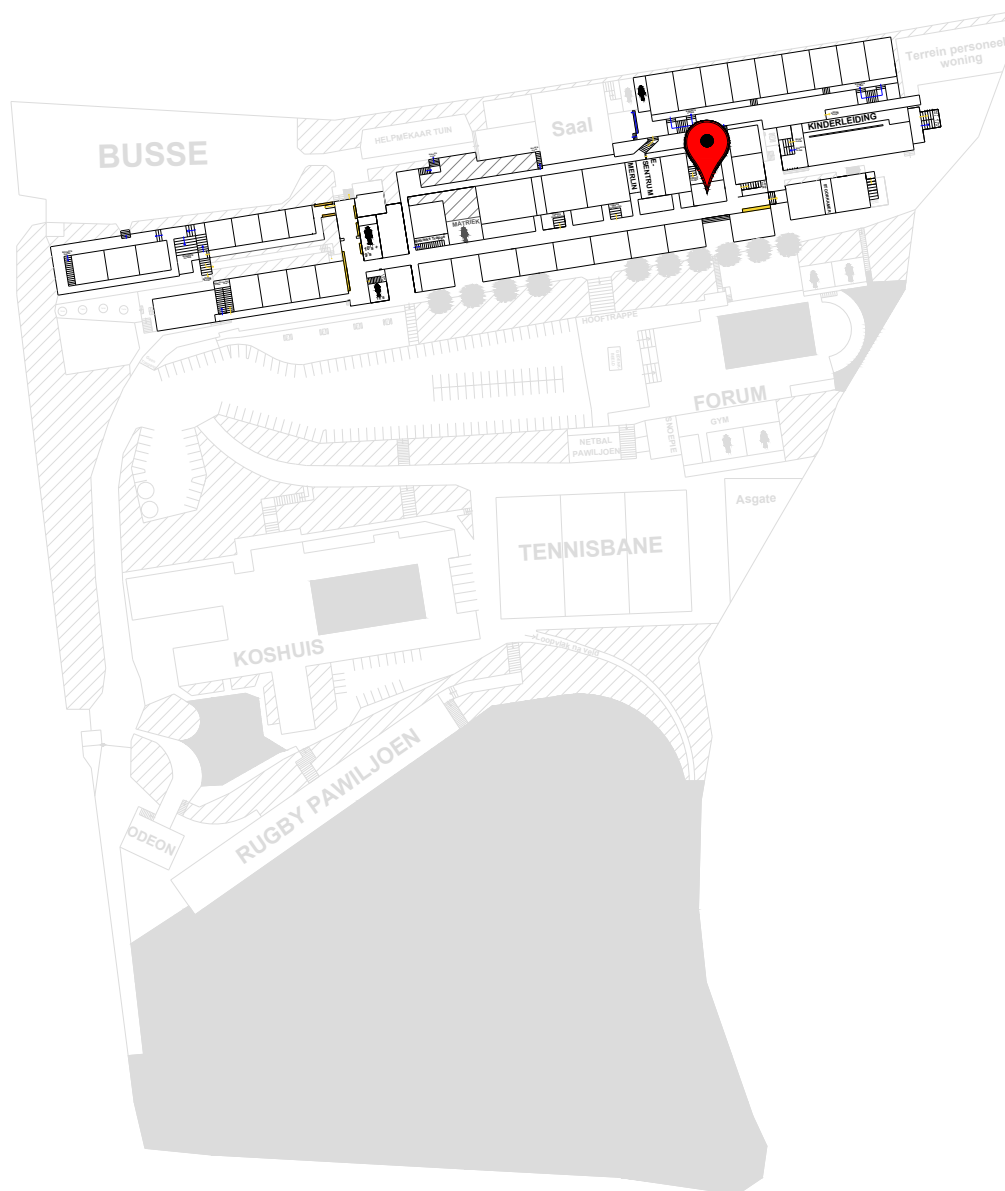 Terrein personeel
woning
Saal
HELPMEKAAR TUIN
BUSSE
KINDERLEIDING
E-
SENTRUM
MERLIN
MATRIEK
HOOFTRAPPE
FORUM
GYM
NETBAL
PAWILJOEN
Asgate
TENNISBANE
KOSHUIS
RUGBY PAWILJOEN
ODEON